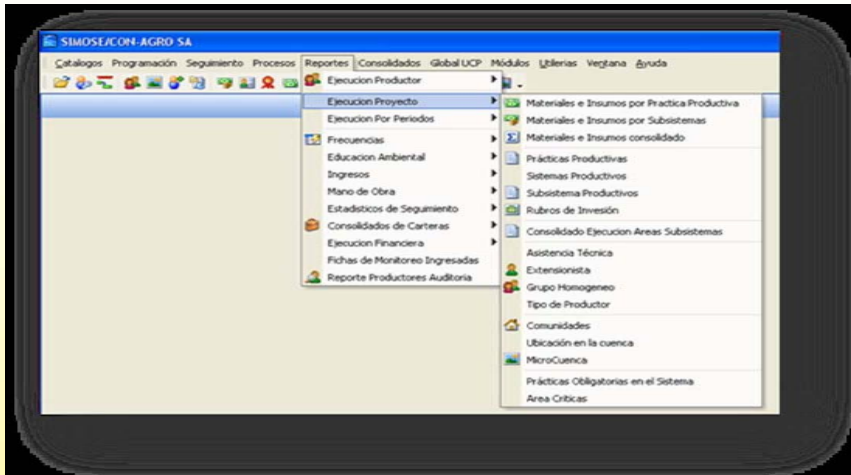 SIMOSE/CON-AGRO SA
Catalogos Programación Seguimiento Procesos Reportes Consolidados Global UCP Módulos Utilerias Ventana Ayuda
Ejecucion Productor
Ejecucion Proyecto
Ejecucion Por Periodos
Frecuencias
Educacion Ambiental
Ingresos
Mano de Obra
Estadisticos de Seguimiento
Consolidados de Carteras
Ejecucion Financiera
Fichas de Monitoreo Ingresadas
Reporte Productores Auditoria
Materiales e Insumos por Practica Productiva
Materiales e Insumos por Subsistemas
Materiales e Insumos consolidado
Prácticas Productivas
Sistemas Productivos
Subsistema Productivos
Rubros de Invesión
Consolidado Ejecucion Areas Subsistemas
Asistencia Técnica
Extensionista
Grupo Homogeneo
Tipo de Productor
Comunidades
Ubicación en la cuenca
MicroCuenca
Prácticas Obligatorias en el Sistema
Area Criticas